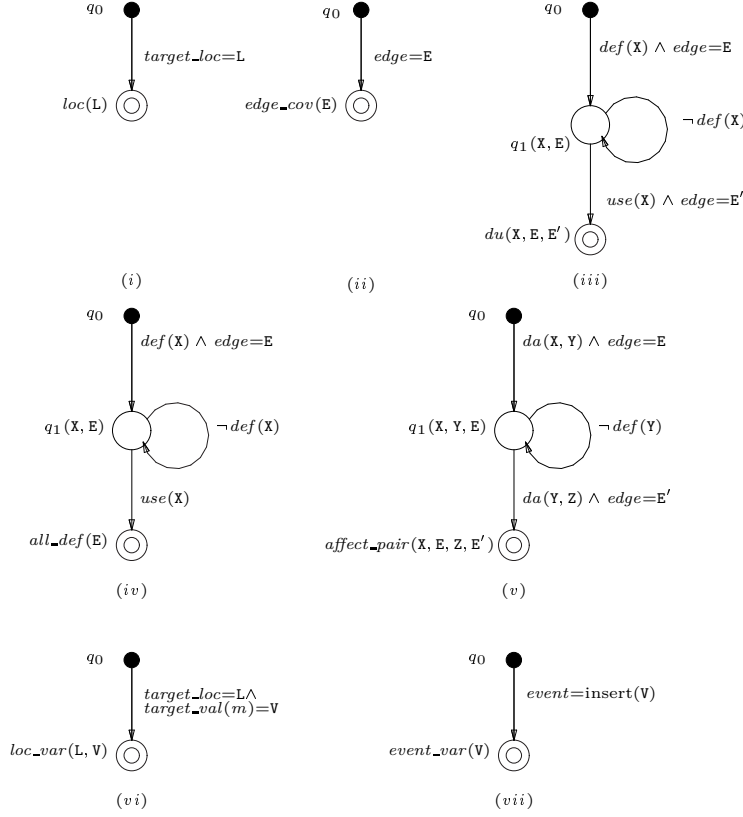 q₀ q₀ q₀
target_loc=L edge=E def(X) ∧ edge=E
loc(L) edge_cov(E)
¬ def(X)
q₁(X, E)
use(X) ∧ edge=E′
du(X, E, E′)
(i) (ii) (iii)
q₀ q₀
def(X) ∧ edge=E da(X, Y) ∧ edge=E
q₁(X, E) ¬ def(X) q₁(X, Y, E) ¬ def(Y)
use(X) da(Y, Z) ∧ edge=E′
all_def(E) affect_pair(X, E, Z, E′)
(iv) (v)
q₀ q₀
target_loc=L∧ event=insert(V)
target_val(m)=V
loc_var(L, V) event_var(V)
(vi) (vii)